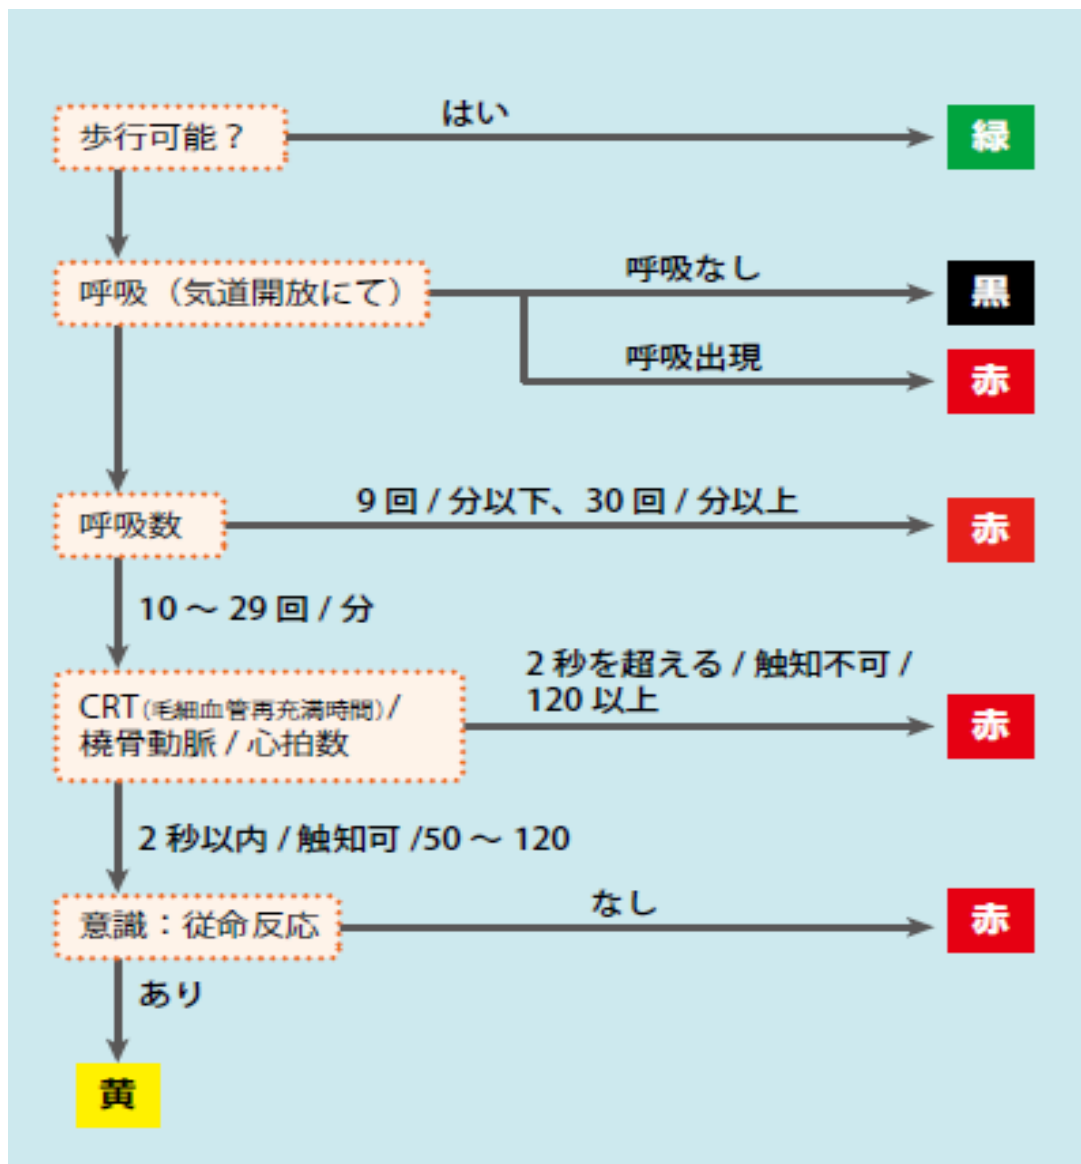 はい
歩行可能？
緑
呼吸なし
呼吸（気道開放にて）
黒
呼吸出現
赤
9 回 / 分以下、30 回 / 分以上
呼吸数
赤
10 〜 29 回 / 分
2 秒を超える / 触知不可 /
120 以上
CRT(毛細血管再充満時間)/
橈骨動脈 / 心拍数
赤
2 秒以内 / 触知可 /50 〜 120
なし
意識：従命反応
赤
あり
黄